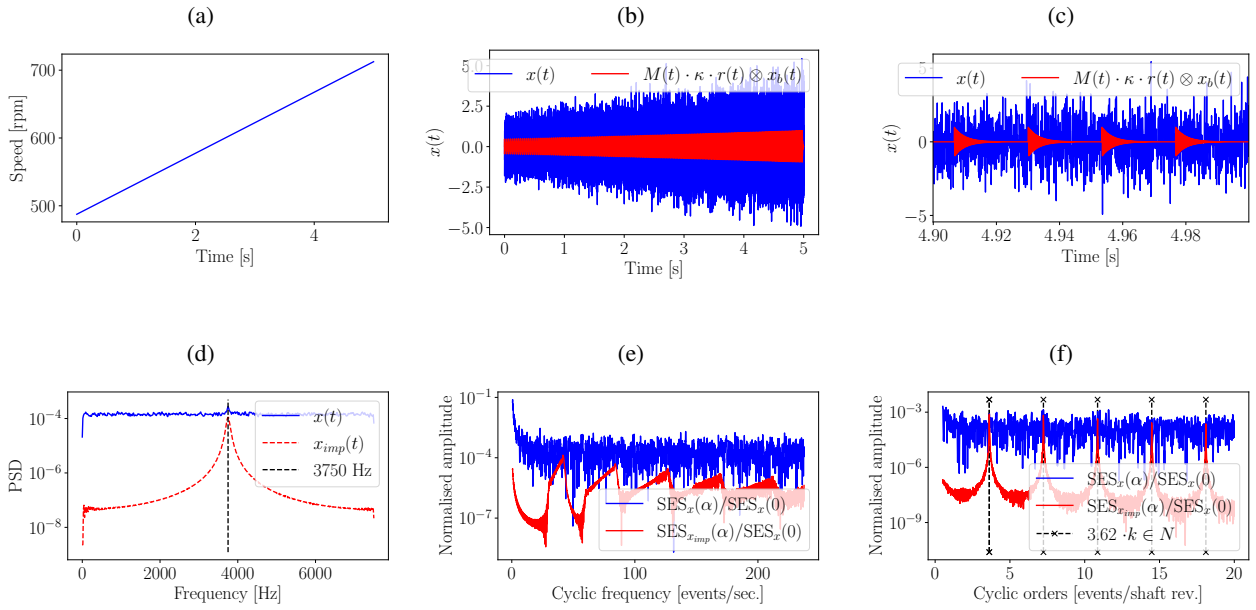 (a)
700
600
500
Speed [rpm]
0
2
4
Time [s]
(b)
x(t)
M(t) · κ · r(t) ⊗ x_b(t)
5.0
2.5
0.0
−2.5
−5.0
x(t)
0
1
2
3
4
5
Time [s]
(c)
x(t)
M(t) · κ · r(t) ⊗ x_b(t)
5
0
−5
x(t)
4.90
4.92
4.94
4.96
4.98
Time [s]
(d)
10^−4
10^−6
10^−8
PSD
x(t)
x_imp(t)
3750 Hz
0
2000
4000
6000
Frequency [Hz]
(e)
10^−1
10^−4
10^−7
Normalised amplitude
SES_x(α)/SES_x(0)
SES_{x_imp}(α)/SES_x(0)
0
100
200
Cyclic frequency [events/sec.]
(f)
10^−3
10^−6
10^−9
Normalised amplitude
SES_x(α)/SES_x(0)
SES_{x_imp}(α)/SES_x(0)
3.62 ·k ∈ N
0
5
10
15
20
Cyclic orders [events/shaft rev.]